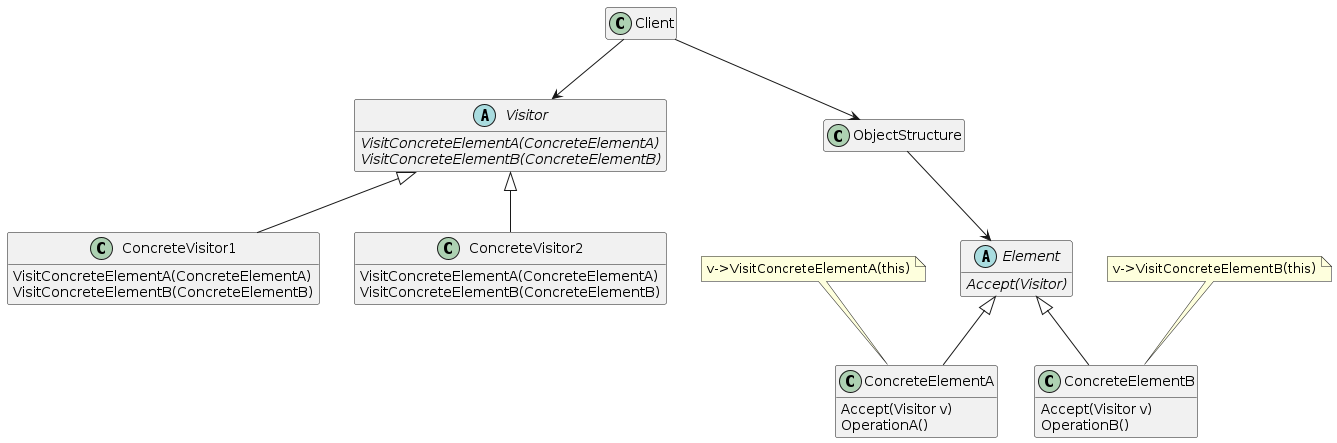 C Client
A Visitor
VisitConcreteElementA(ConcreteElementA)
VisitConcreteElementB(ConcreteElementB)
C ObjectStructure
C ConcreteVisitor1
VisitConcreteElementA(ConcreteElementA)
VisitConcreteElementB(ConcreteElementB)
C ConcreteVisitor2
VisitConcreteElementA(ConcreteElementA)
VisitConcreteElementB(ConcreteElementB)
v->VisitConcreteElementA(this)
A Element
Accept(Visitor)
v->VisitConcreteElementB(this)
C ConcreteElementA
Accept(Visitor v)
OperationA()
C ConcreteElementB
Accept(Visitor v)
OperationB()